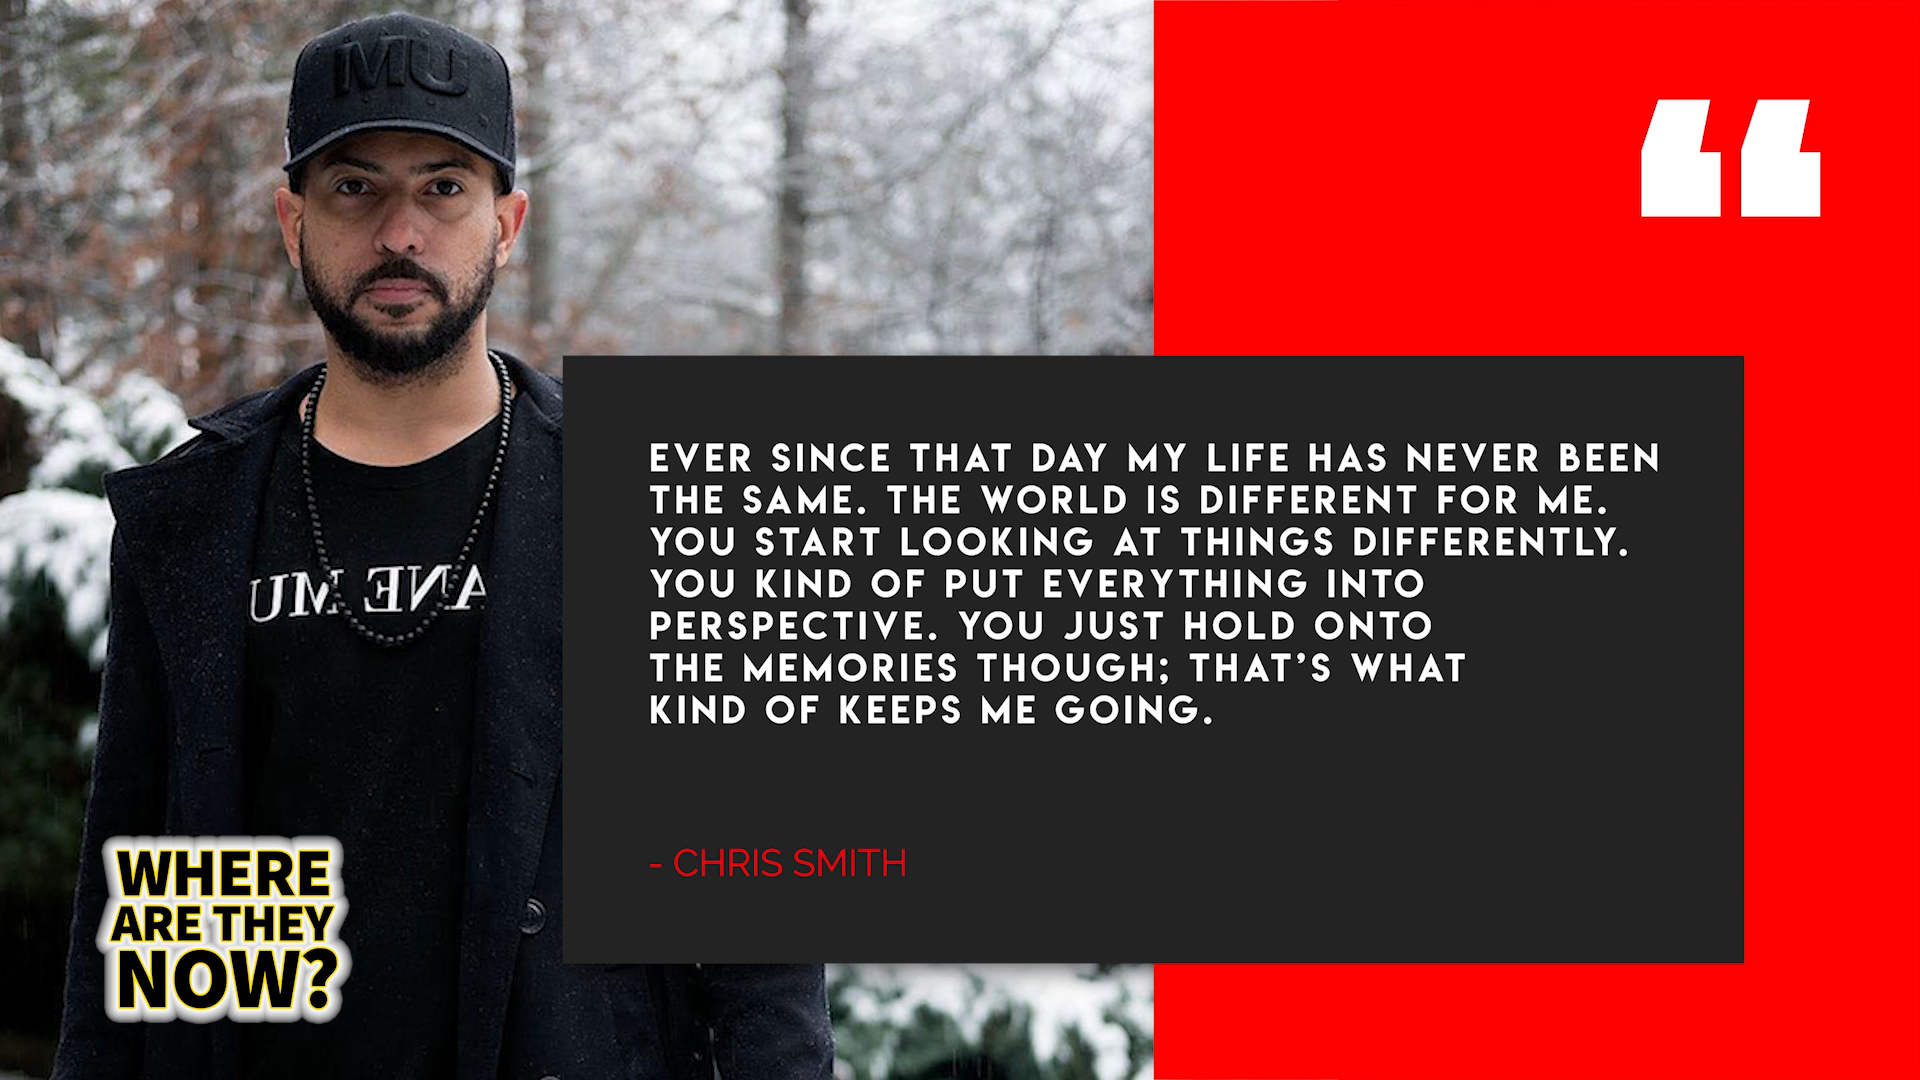 MU
“
EVER SINCE THAT DAY MY LIFE HAS NEVER BEEN
THE SAME. THE WORLD IS DIFFERENT FOR ME.
YOU START LOOKING AT THINGS DIFFERENTLY.
YOU KIND OF PUT EVERYTHING INTO
PERSPECTIVE. YOU JUST HOLD ONTO
THE MEMORIES THOUGH; THAT’S WHAT
KIND OF KEEPS ME GOING.
- CHRIS SMITH
ANE MU
WHERE
ARE THEY
NOW?